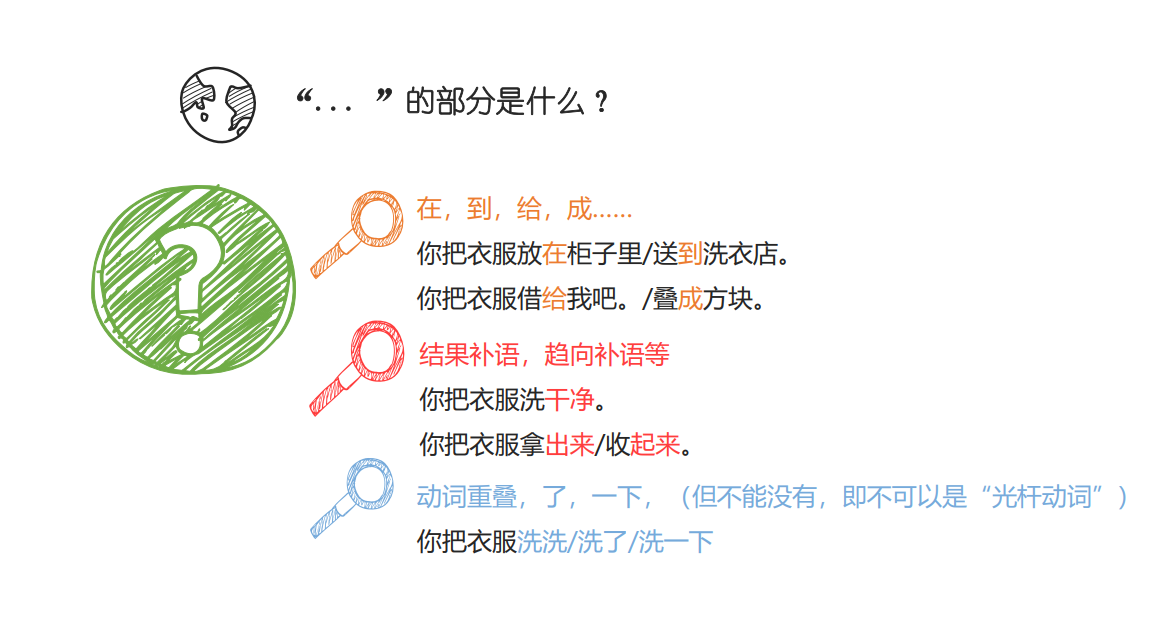 “... ”的部分是什么？
在，到，给，成……
你把衣服放在柜子里/送到洗衣店。
你把衣服借给我吧。/叠成方块。
结果补语，趋向补语等
你把衣服洗干净。
你把衣服拿出来/收起来。
动词重叠，了，一下，（但不能没有，即不可以是“光杆动词”）
你把衣服洗洗/洗了/洗一下